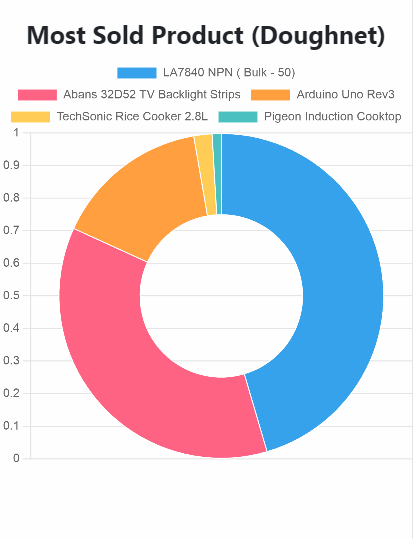 Most Sold Product (Doughnet)
LA7840 NPN ( Bulk - 50)
Abans 32D52 TV Backlight Strips Arduino Uno Rev3
TechSonic Rice Cooker 2.8L Pigeon Induction Cooktop
1
0.9
0.8
0.7
0.6
0.5
0.4
0.3
0.2
0.1
0